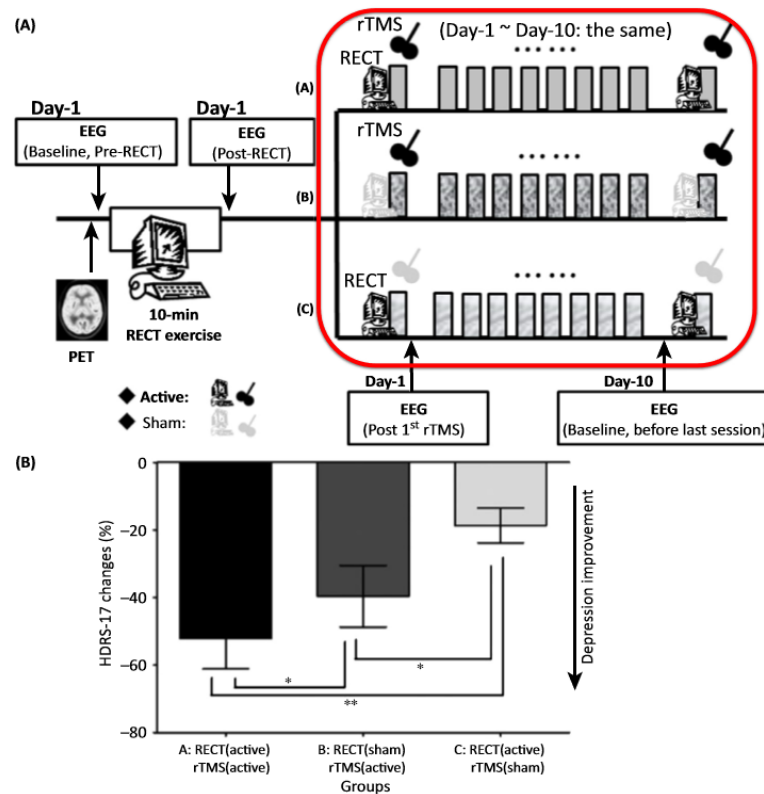 (A)
rTMS
(Day-1 ~ Day-10: the same)
RECT
(A)
Day-1
Day-1
EEG
(Baseline, Pre-RECT)
EEG
(Post-RECT)
rTMS
(B)
RECT
(C)
10-min
RECT exercise
PET
Active:
Sham:
Day-1
EEG
(Post 1st rTMS)
Day-10
EEG
(Baseline, before last session)
(B)
HDRS-17 changes (%)
0
−20
−40
−60
−80
*
*
**
Depression improvement
A: RECT(active)
rTMS(active)
B: RECT(sham)
rTMS(active)
C: RECT(active)
rTMS(sham)
Groups